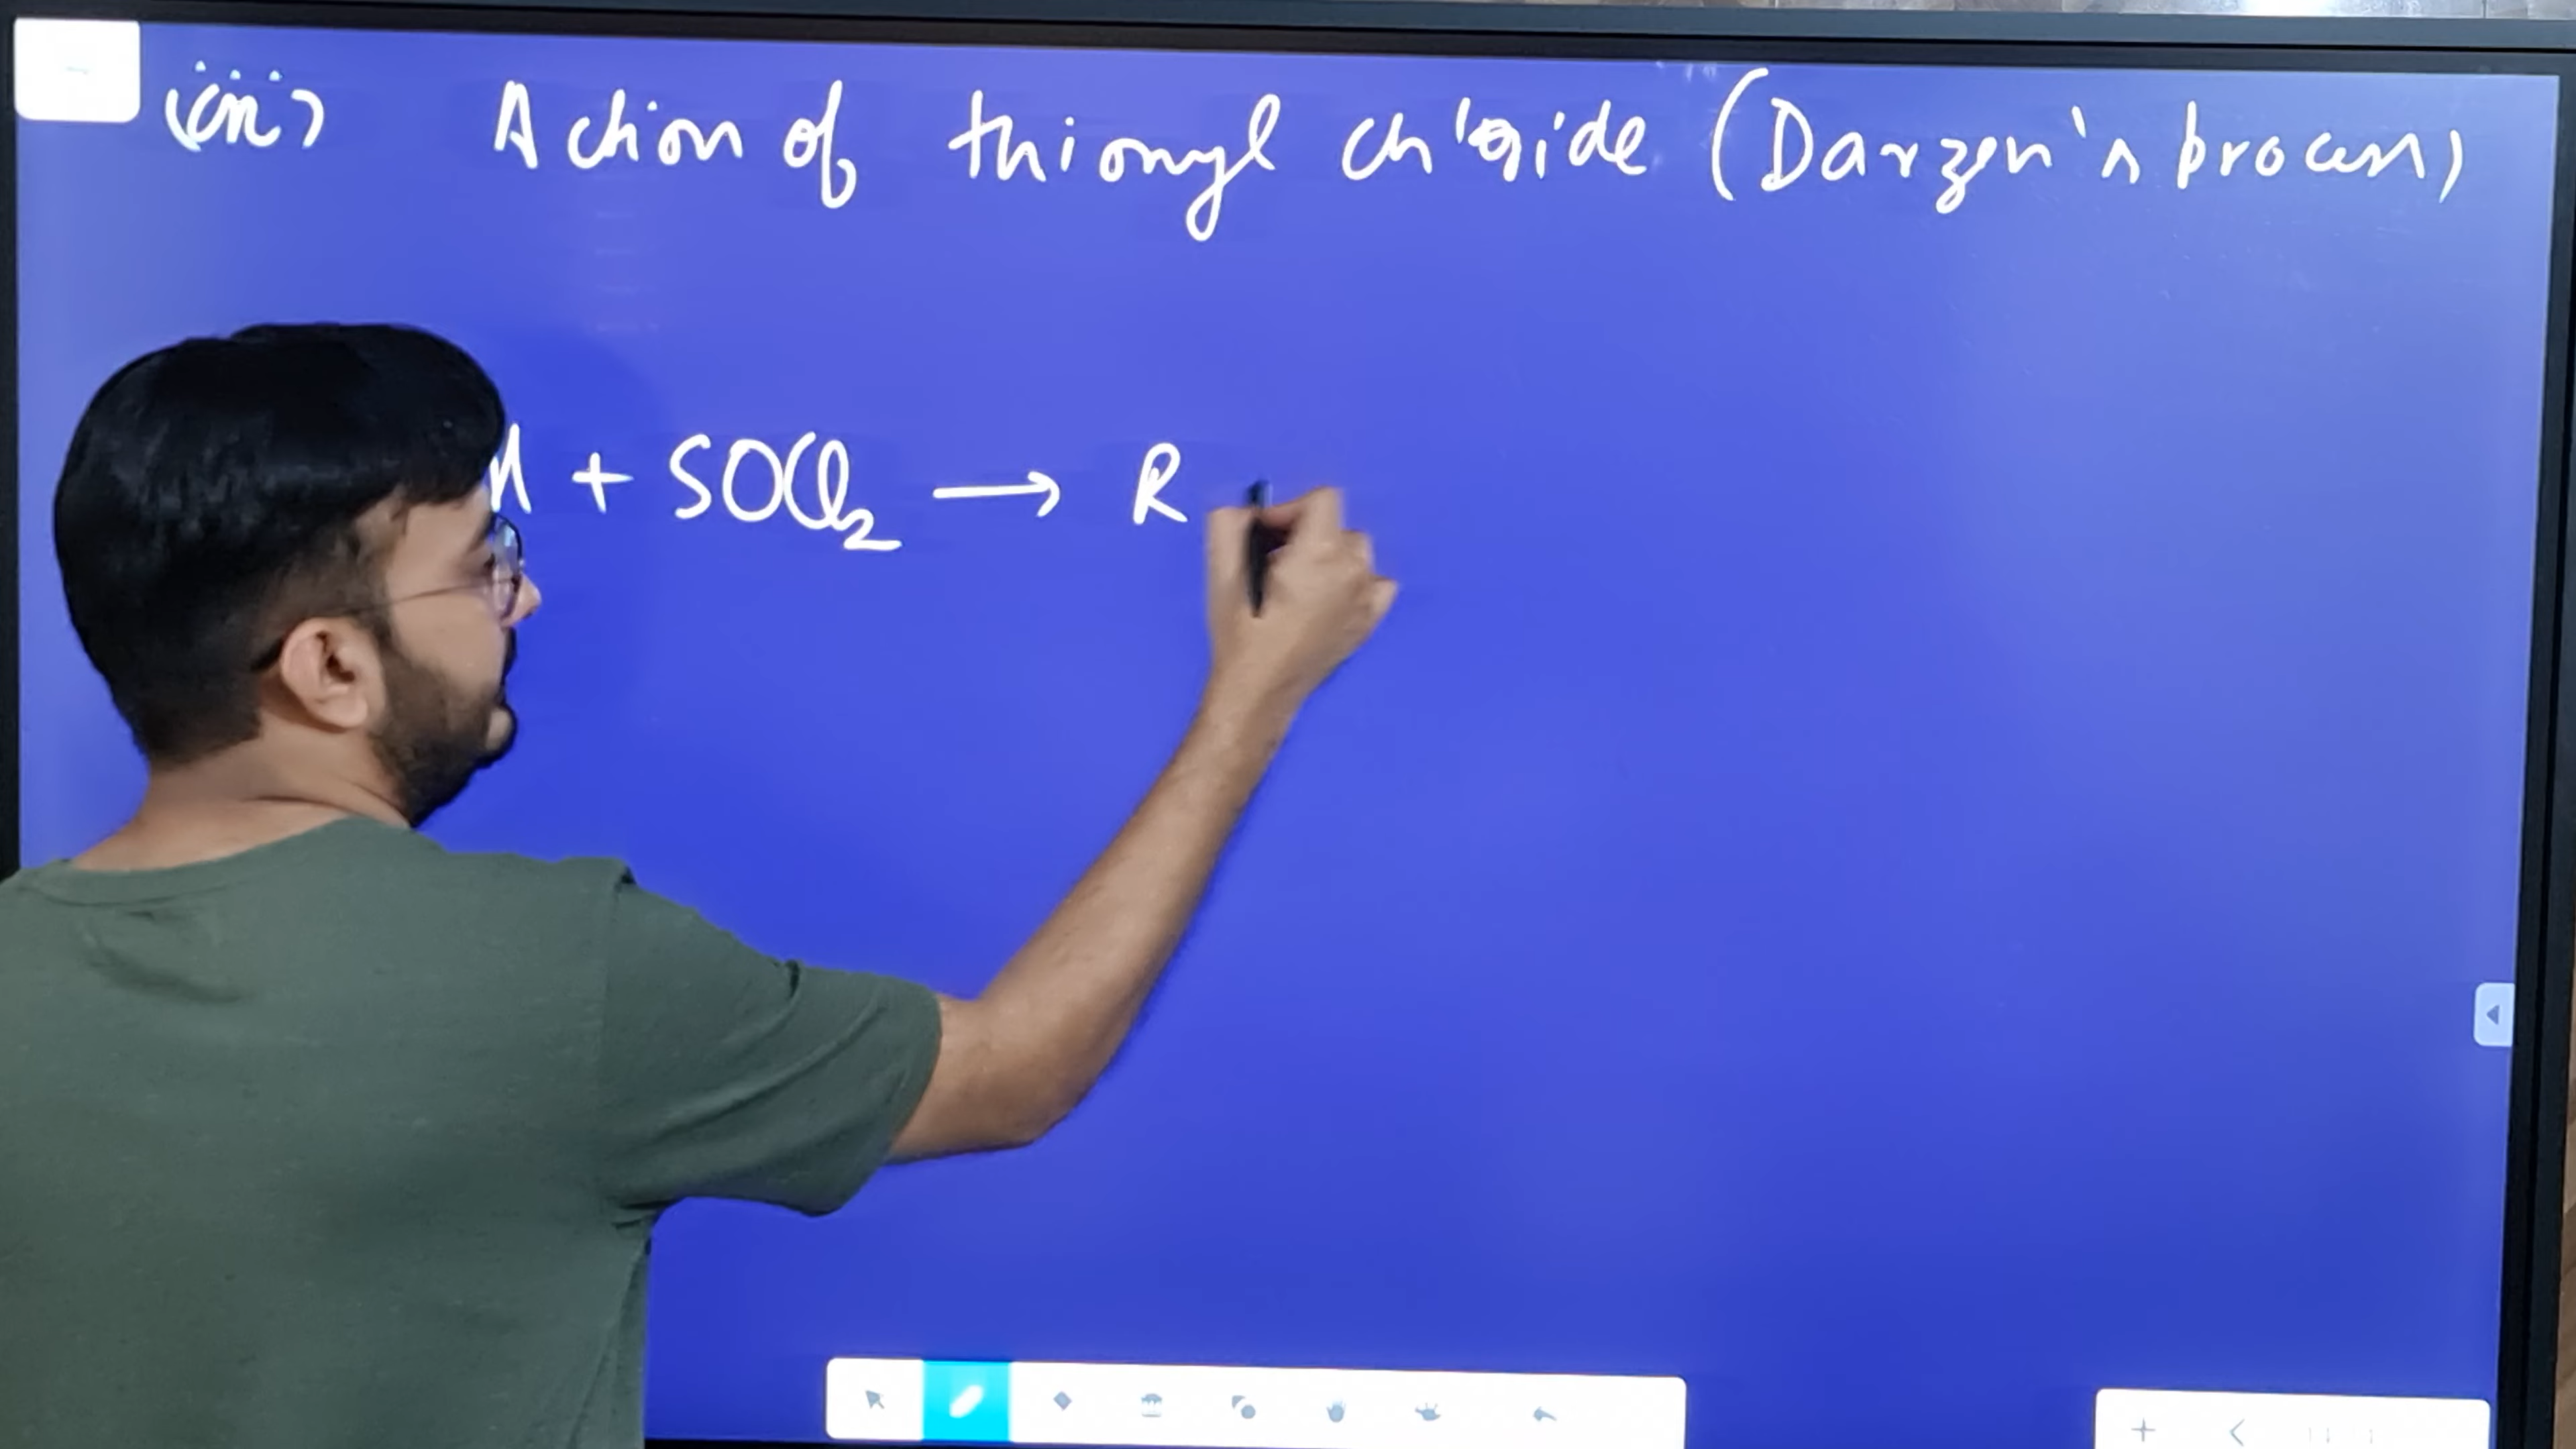 (iii) Action of thionyl chloride (Darzen's process)
H + SOCl₂ → R